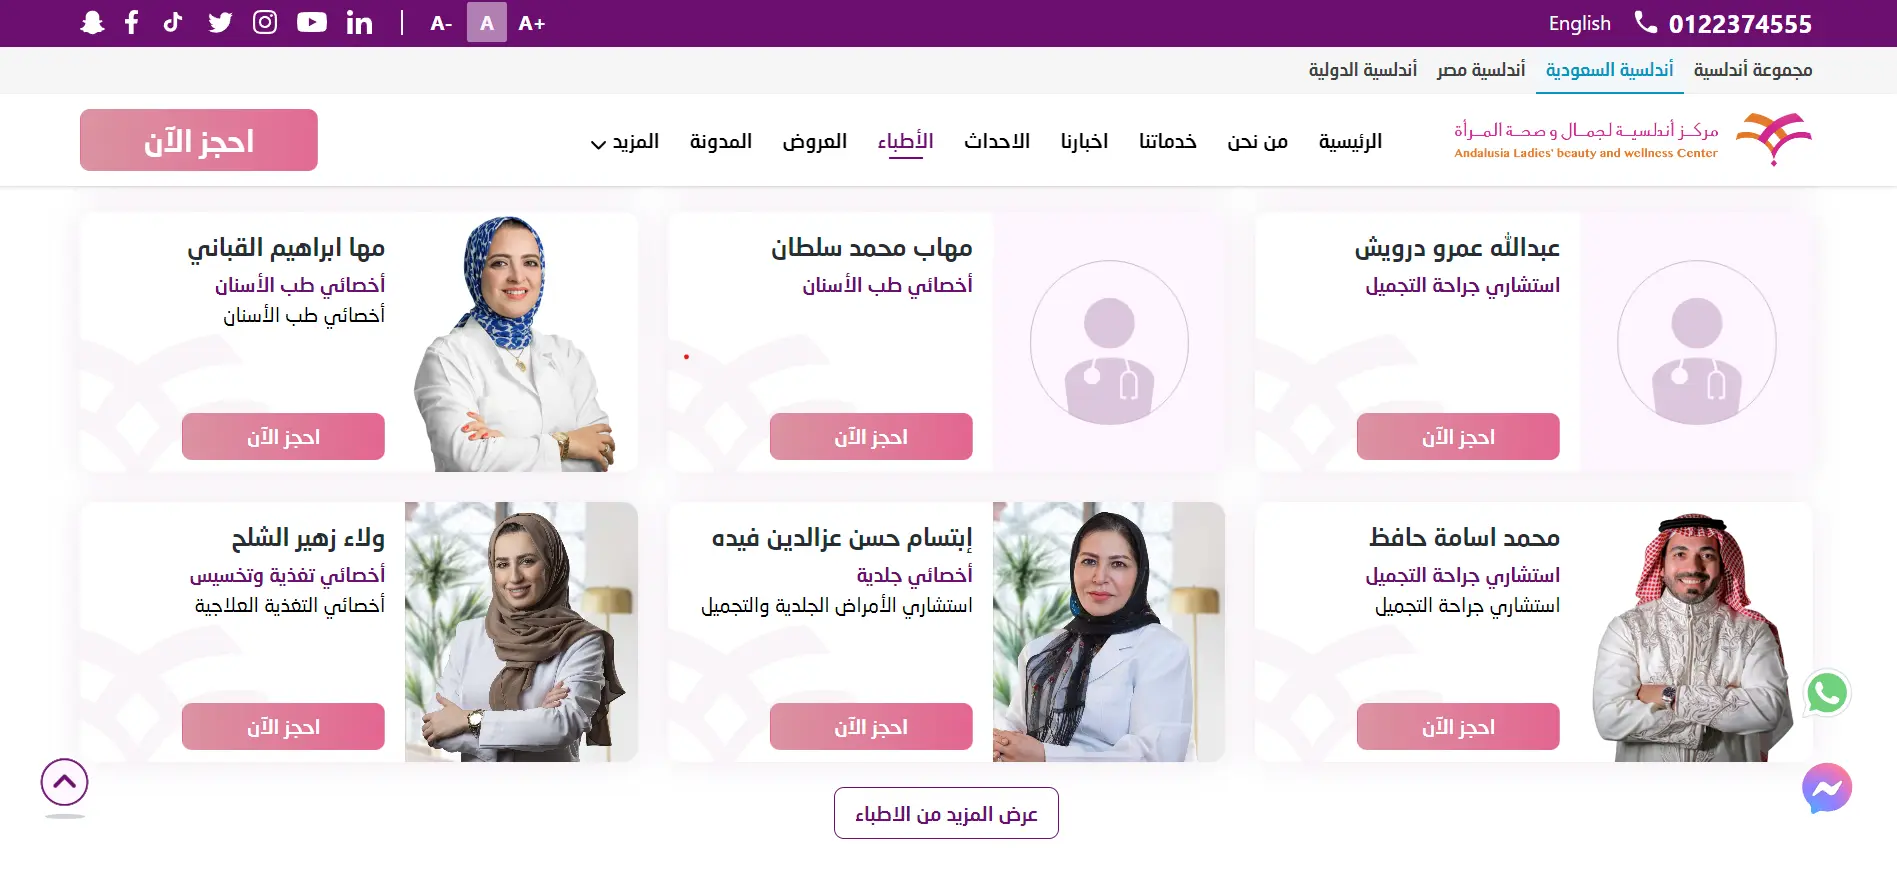 A- A A+
English 0122374555
مجموعة أندلسية أندلسية السعودية أندلسية مصر أندلسية الدولية
مركز أندلسية لجمال و صحة المرأة
Andalusia Ladies' beauty and wellness Center
الرئيسية من نحن خدماتنا اخبارنا الاحداث الأطباء العروض المدونة المزيد
احجز الآن
عبدالله عمرو درويش
استشاري جراحة التجميل
احجز الآن
مهاب محمد سلطان
أخصائي طب الأسنان
احجز الآن
مها ابراهيم القباني
أخصائي طب الأسنان
أخصائي طب الأسنان
احجز الآن
محمد اسامة حافظ
استشاري جراحة التجميل
استشاري جراحة التجميل
احجز الآن
إبتسام حسن عزالدين فيده
أخصائي جلدية
استشاري الأمراض الجلدية والتجميل
احجز الآن
ولاء زهير الشلح
أخصائي تغذية وتخسيس
أخصائي التغذية العلاجية
احجز الآن
عرض المزيد من الاطباء